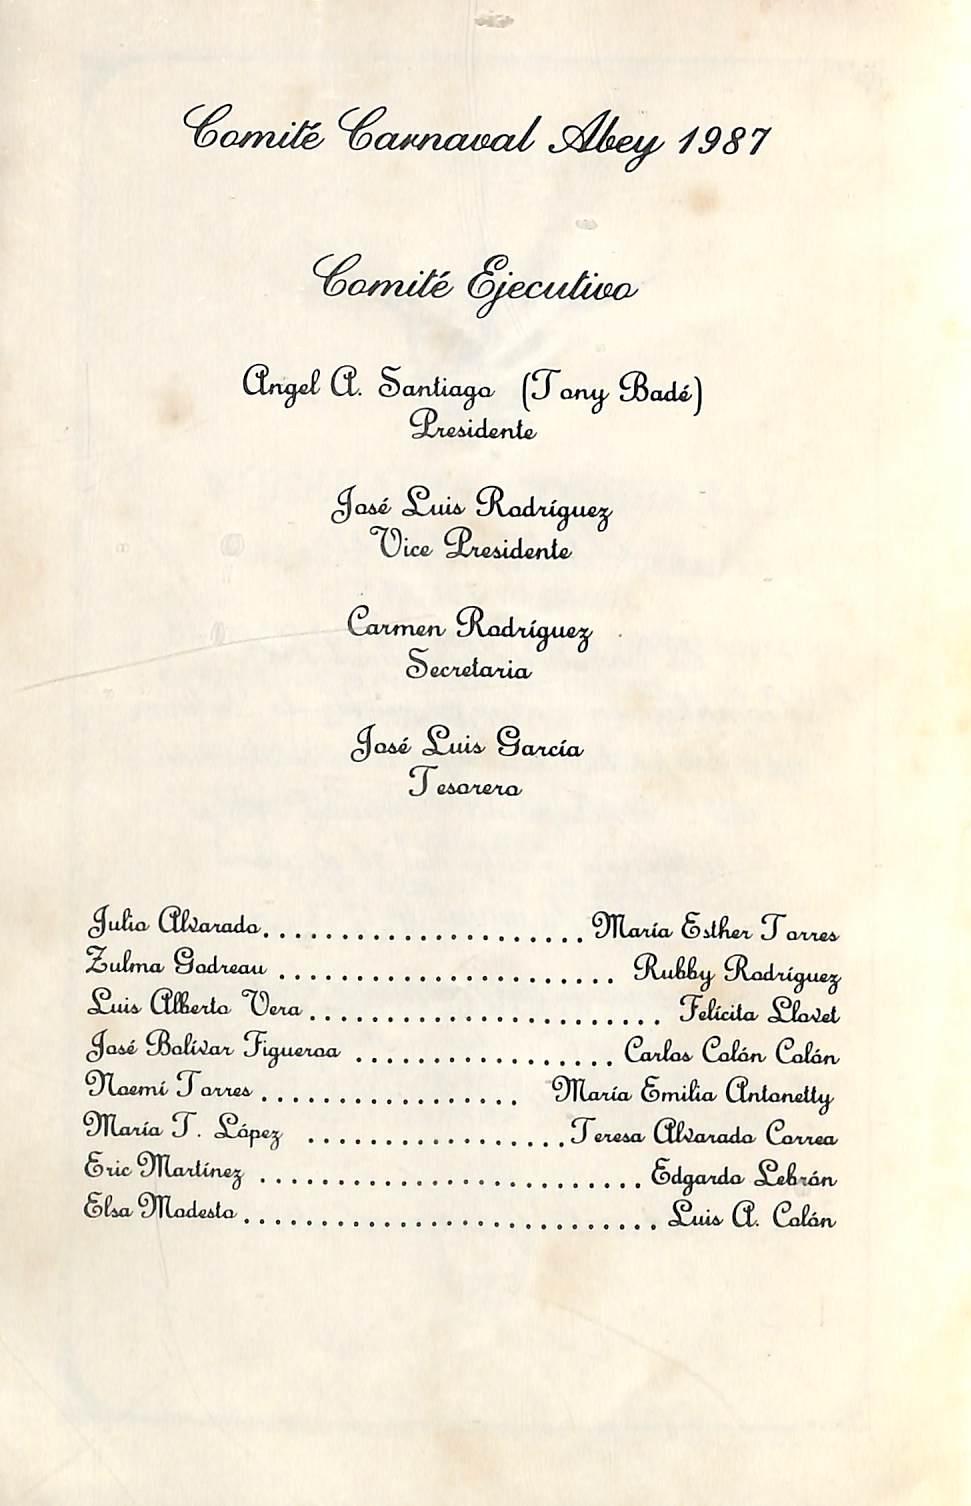 Comité Carnaval Abey 1987
Comité Ejecutivo
Angel A. Santiago (Tony Badé)
Presidente
José Luis Rodríguez
Vice Presidente
Carmen Rodríguez
Secretaria
José Luis García
Tesorero
Julio Alvarado. . . . . . . . . . . . . . . . . . . . . María Esther Torres
Zulma Godreau . . . . . . . . . . . . . . . . . . . . . . Rubby Rodríguez
Luis Alberto Vera . . . . . . . . . . . . . . . . . . . . . . . Felícita Llovet
José Bolívar Figueroa . . . . . . . . . . . . . . . . . Carlos Colón Colón
Noemí Torres . . . . . . . . . . . . . . . . . María Emilia Antonetty
María T. López . . . . . . . . . . . . . . . . . Teresa Alvarado Correa
Eric Martínez . . . . . . . . . . . . . . . . . . . . . . . . . Edgardo Lebrón
Elsa Modesto . . . . . . . . . . . . . . . . . . . . . . . . . . . Luis A. Colón